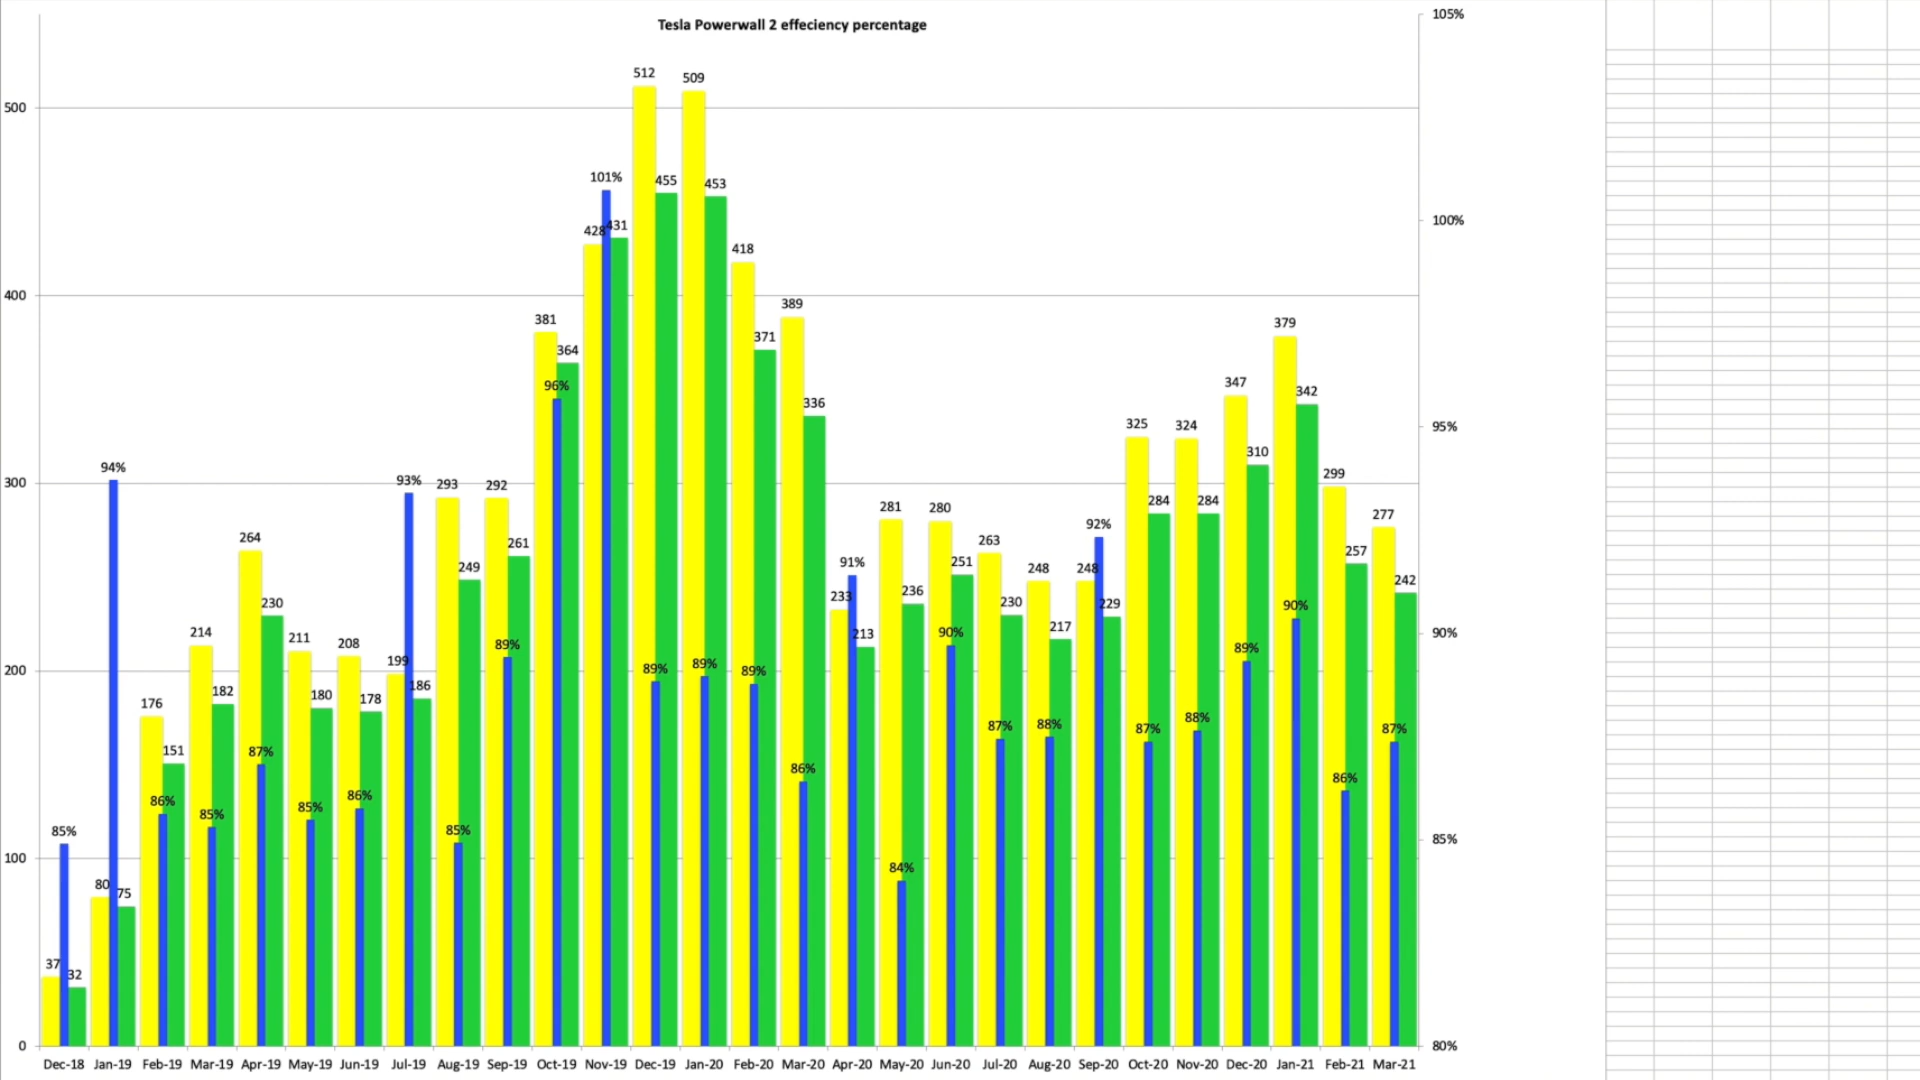 Tesla Powerwall 2 effeciency percentage
105%
100%
95%
90%
85%
80%
500
400
300
200
100
0
37 85% 32
80 94% 75
176 86% 151
214 85% 182
264 87% 230
211 85% 180
208 86% 178
199 93% 186
293 85% 249
292 89% 261
381 96% 364
428 101% 431
512 89% 455
509 89% 453
418 89% 371
389 86% 336
233 91% 213
281 84% 236
280 90% 251
263 87% 230
248 88% 217
248 92% 229
325 87% 284
324 88% 284
347 89% 310
379 90% 342
299 86% 257
277 87% 242
Dec-18 Jan-19 Feb-19 Mar-19 Apr-19 May-19 Jun-19 Jul-19 Aug-19 Sep-19 Oct-19 Nov-19 Dec-19 Jan-20 Feb-20 Mar-20 Apr-20 May-20 Jun-20 Jul-20 Aug-20 Sep-20 Oct-20 Nov-20 Dec-20 Jan-21 Feb-21 Mar-21